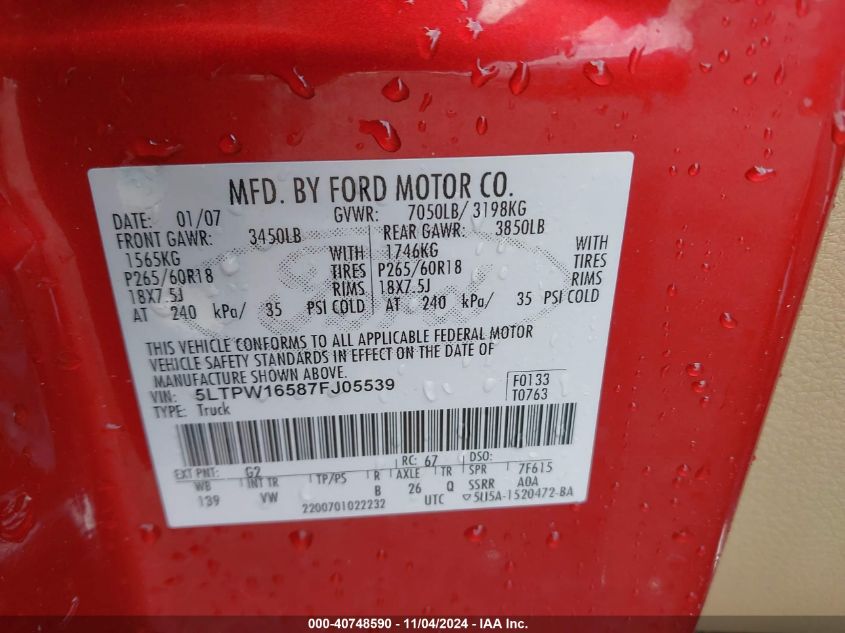 MFD. BY FORD MOTOR CO.
DATE: 01/07 GVWR: 7050LB/ 3198KG
FRONT GAWR: 3450LB REAR GAWR: 3850LB
1565KG WITH 1746KG WITH
P265/60R18 TIRES P265/60R18 TIRES
18X7.5J RIMS 18X7.5J RIMS
AT 240 kPa/ 35 PSI COLD AT 240 kPa/ 35 PSI COLD
THIS VEHICLE CONFORMS TO ALL APPLICABLE FEDERAL MOTOR
VEHICLE SAFETY STANDARDS IN EFFECT ON THE DATE OF
MANUFACTURE SHOWN ABOVE.
VIN: 5LTPW16587FJ05539 F0133
TYPE: Truck T0763
EXT PNT: G2 RC: 67 DSO:
WB INT TR TP/PS R AXLE TR SPR 7F615
139 VW B 26 Q SSRR A0A
2200701022232 UTC ▽5U5A-1520472-BA
000-40748590 - 11/04/2024 - IAA Inc.